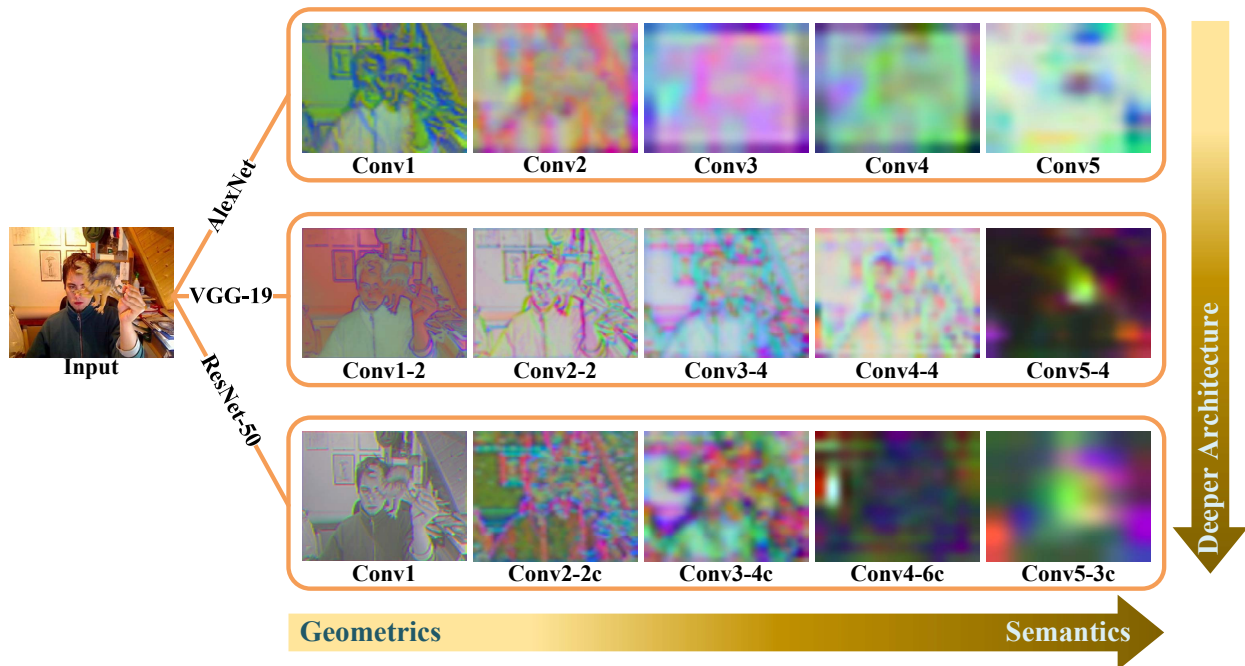 AlexNet
Conv1
Conv2
Conv3
Conv4
Conv5
Input
VGG-19
Conv1-2
Conv2-2
Conv3-4
Conv4-4
Conv5-4
ResNet-50
Conv1
Conv2-2c
Conv3-4c
Conv4-6c
Conv5-3c
Deeper Architecture
Geometrics
Semantics